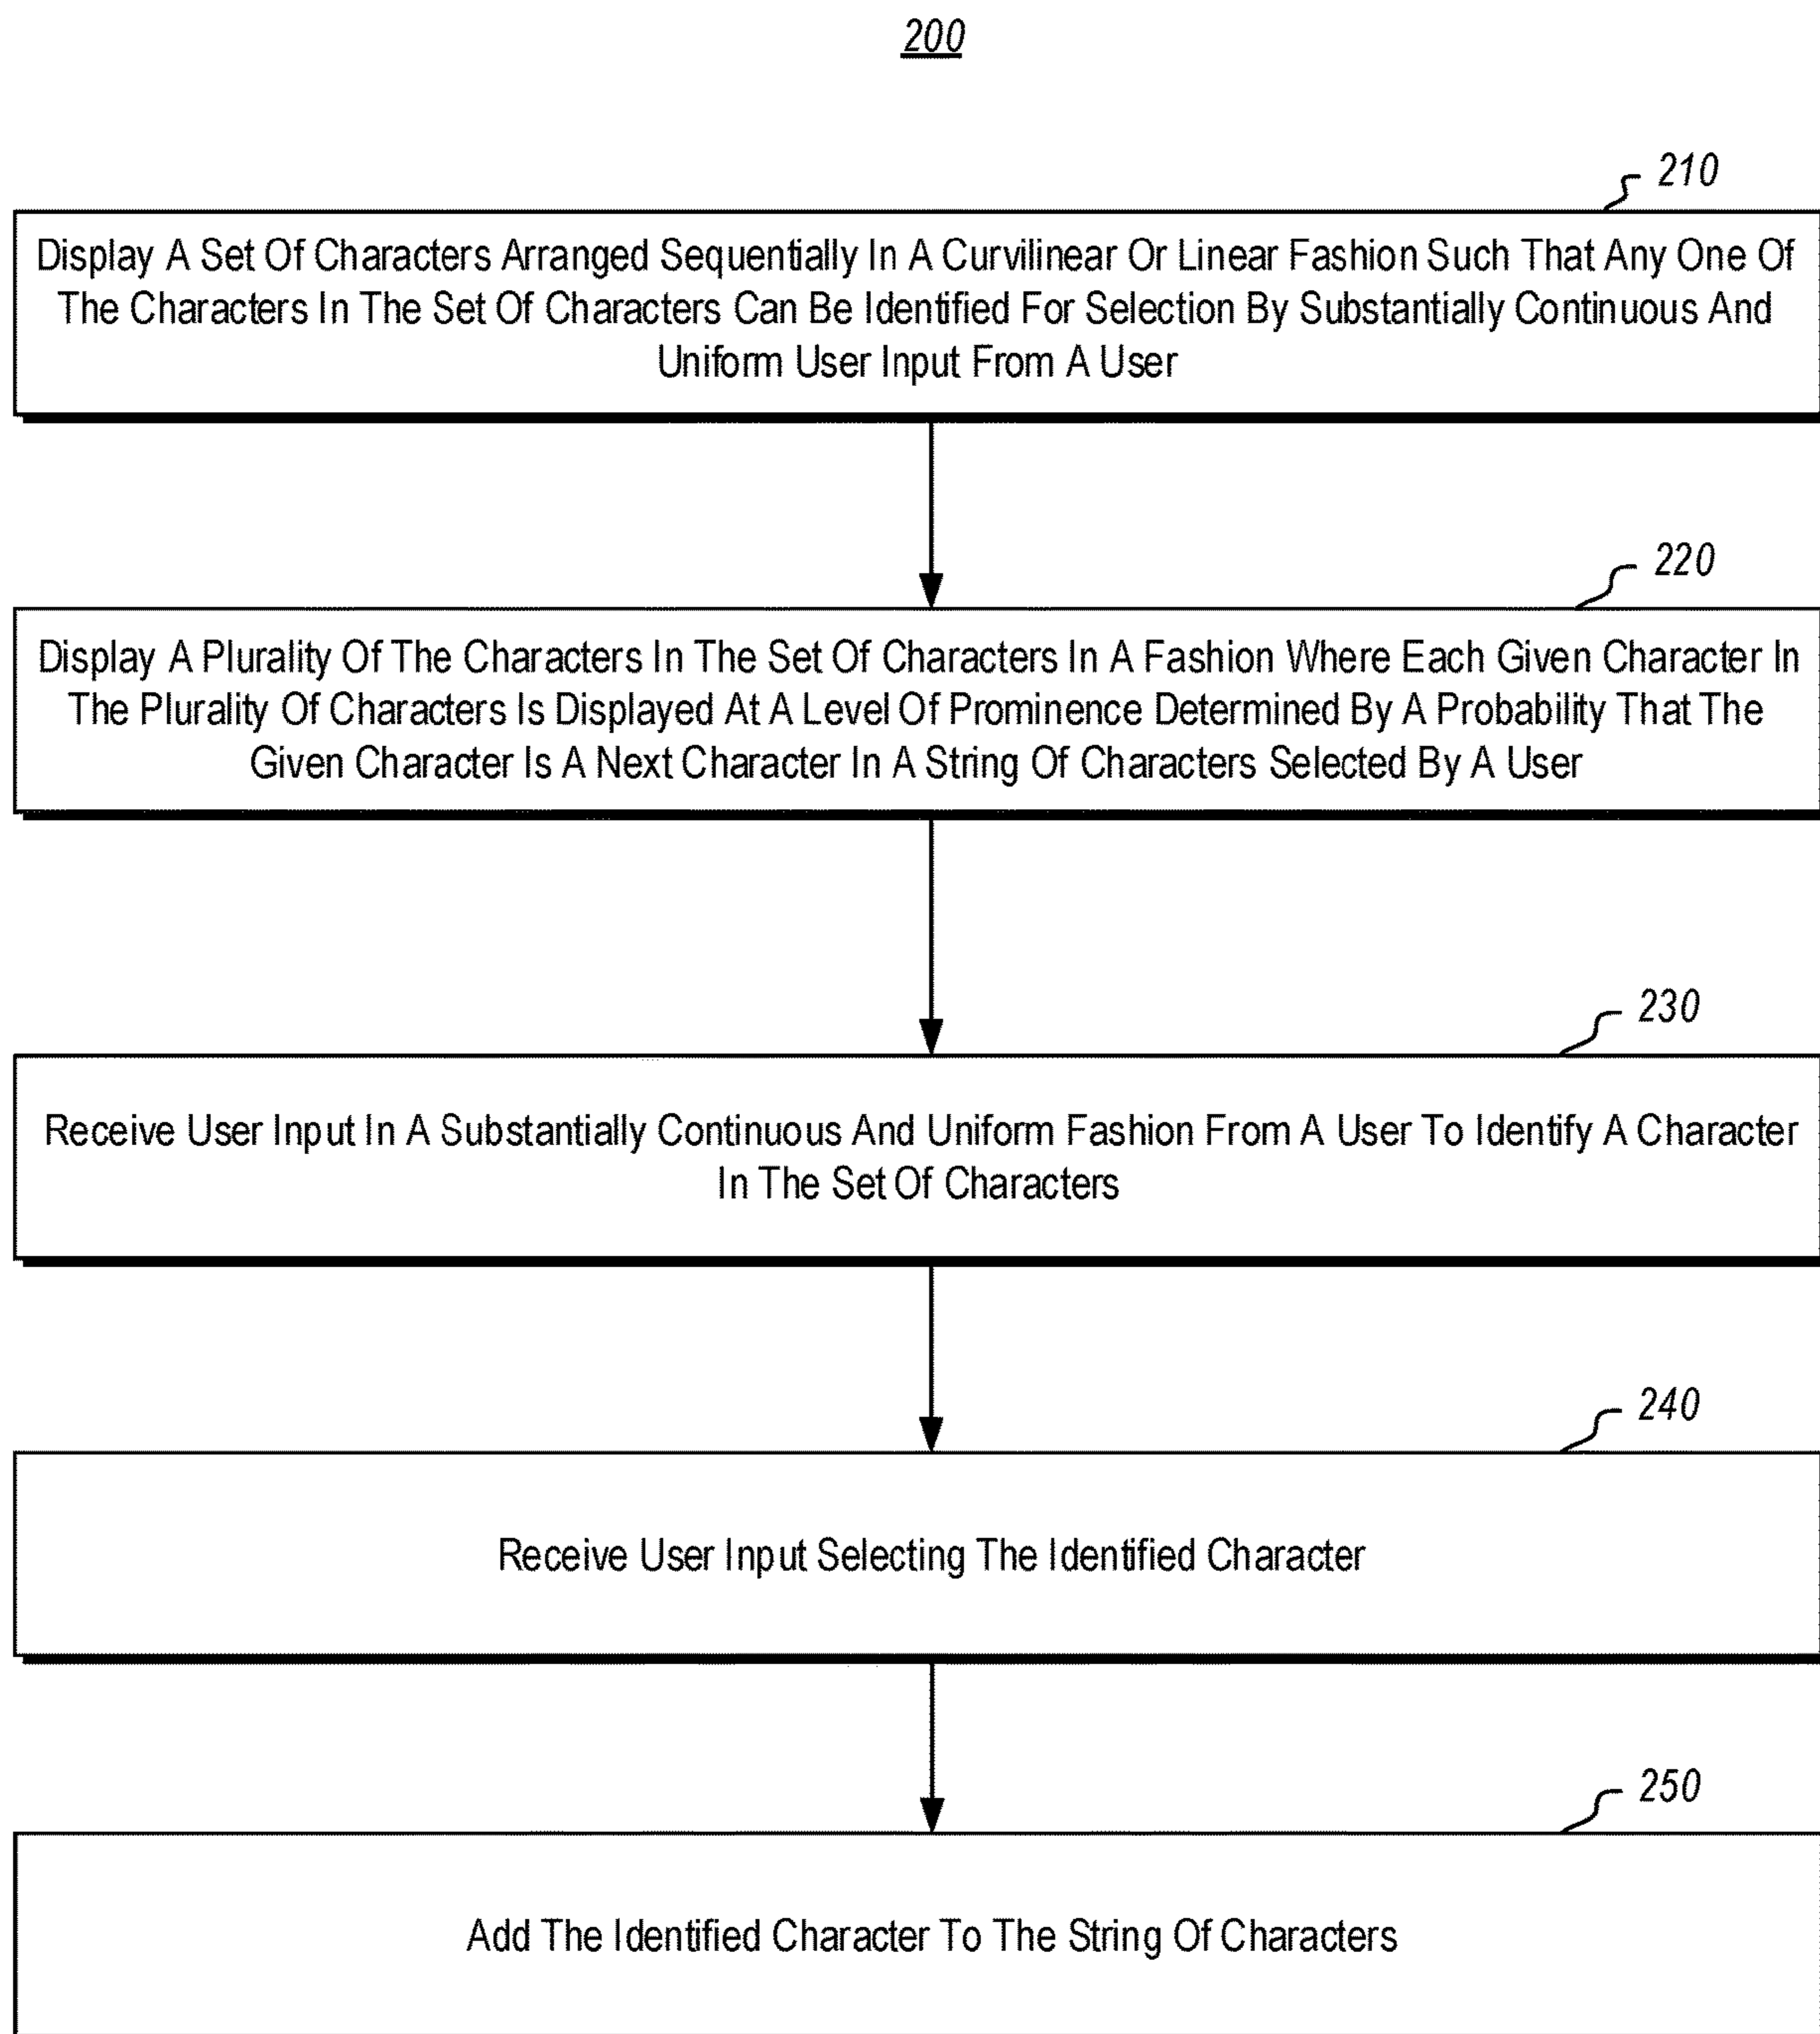 200
210
Display A Set Of Characters Arranged Sequentially In A Curvilinear Or Linear Fashion Such That Any One Of
The Characters In The Set Of Characters Can Be Identified For Selection By Substantially Continuous And
Uniform User Input From A User
220
Display A Plurality Of The Characters In The Set Of Characters In A Fashion Where Each Given Character In
The Plurality Of Characters Is Displayed At A Level Of Prominence Determined By A Probability That The
Given Character Is A Next Character In A String Of Characters Selected By A User
230
Receive User Input In A Substantially Continuous And Uniform Fashion From A User To Identify A Character
In The Set Of Characters
240
Receive User Input Selecting The Identified Character
250
Add The Identified Character To The String Of Characters